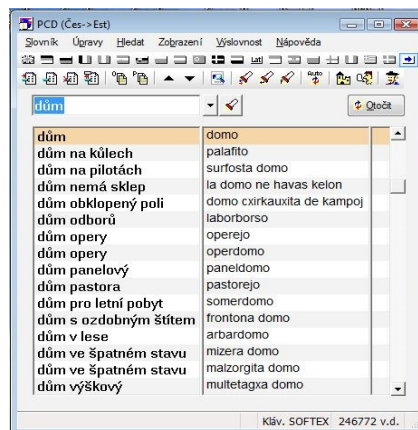 PCD (Čes->Est)
Slovník Úpravy Hledat Zobrazení Výslovnost Nápověda
Lat
Auto
dům Otočit
dům domo
dům na kůlech palafito
dům na pilotách surfosta domo
dům nemá sklep la domo ne havas kelon
dům obklopený poli domo cxirkauxita de kampoj
dům odborů laborborso
dům opery operejo
dům opery operdomo
dům panelový paneldomo
dům pastora pastorejo
dům pro letní pobyt somerdomo
dům s ozdobným štítem frontona domo
dům v lese arbardomo
dům ve špatném stavu mizera domo
dům ve špatném stavu malzorgita domo
dům výškový multetagxa domo
Kláv. SOFTEX 246772 v.d.